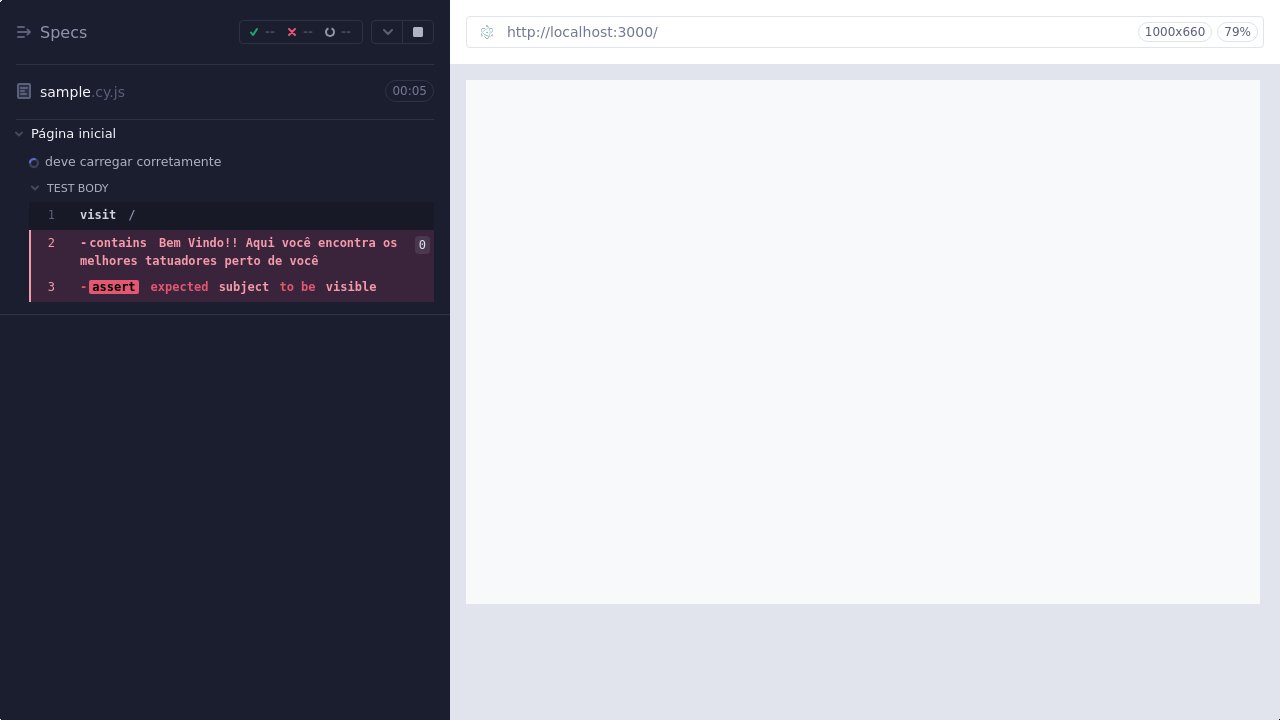 Specs
-- -- --
http://localhost:3000/
1000x660
79%
sample.cy.js
00:05
Página inicial
deve carregar corretamente
TEST BODY
1 visit /
2 -contains Bem Vindo!! Aqui você encontra os
melhores tatuadores perto de você
0
3 -assert expected subject to be visible